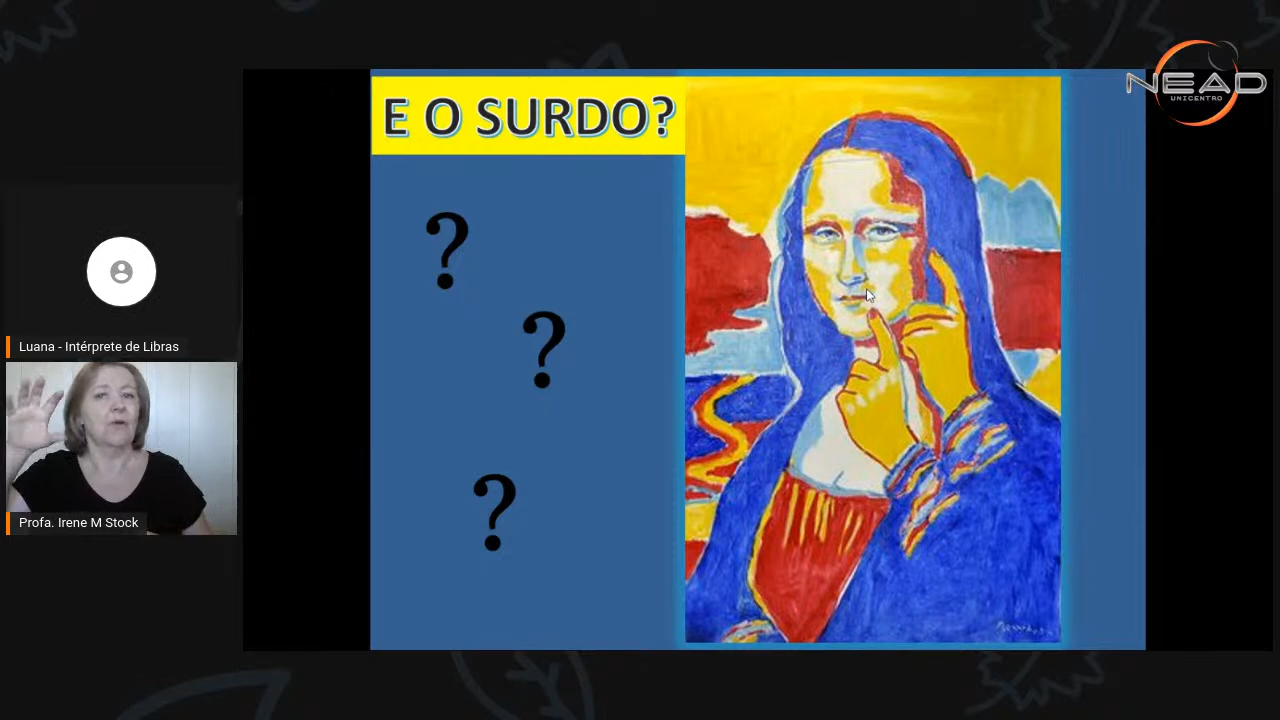 E O SURDO?
?
?
?
NEAD
UNICENTRO
Luana - Intérprete de Libras
Profa. Irene M Stock